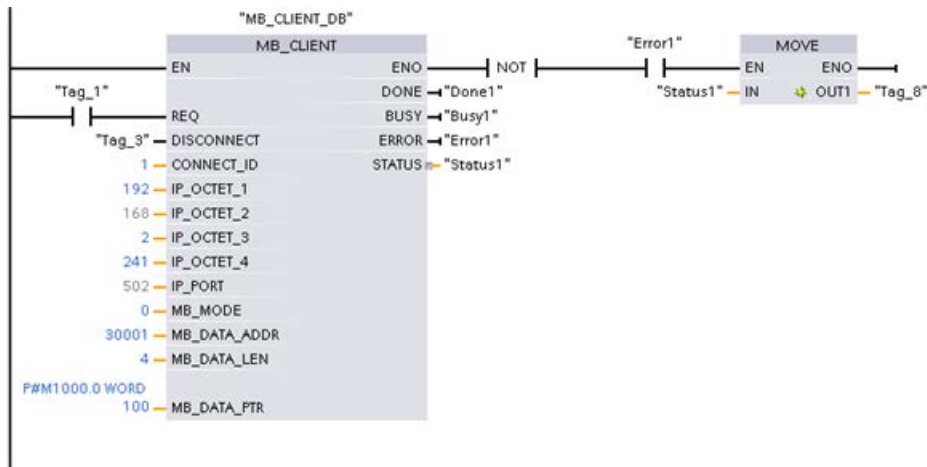 "MB_CLIENT_DB"
MB_CLIENT
EN ENO
NOT
"Error1"
MOVE
EN ENO
"Status1" IN OUT1 "Tag_8"
DONE "Done1"
"Tag_1"
REQ
BUSY "Busy1"
"Tag_3" DISCONNECT
ERROR "Error1"
1 CONNECT_ID
STATUS "Status1"
192 IP_OCTET_1
168 IP_OCTET_2
2 IP_OCTET_3
241 IP_OCTET_4
502 IP_PORT
0 MB_MODE
30001 MB_DATA_ADDR
4 MB_DATA_LEN
P#M1000.0 WORD
100 MB_DATA_PTR